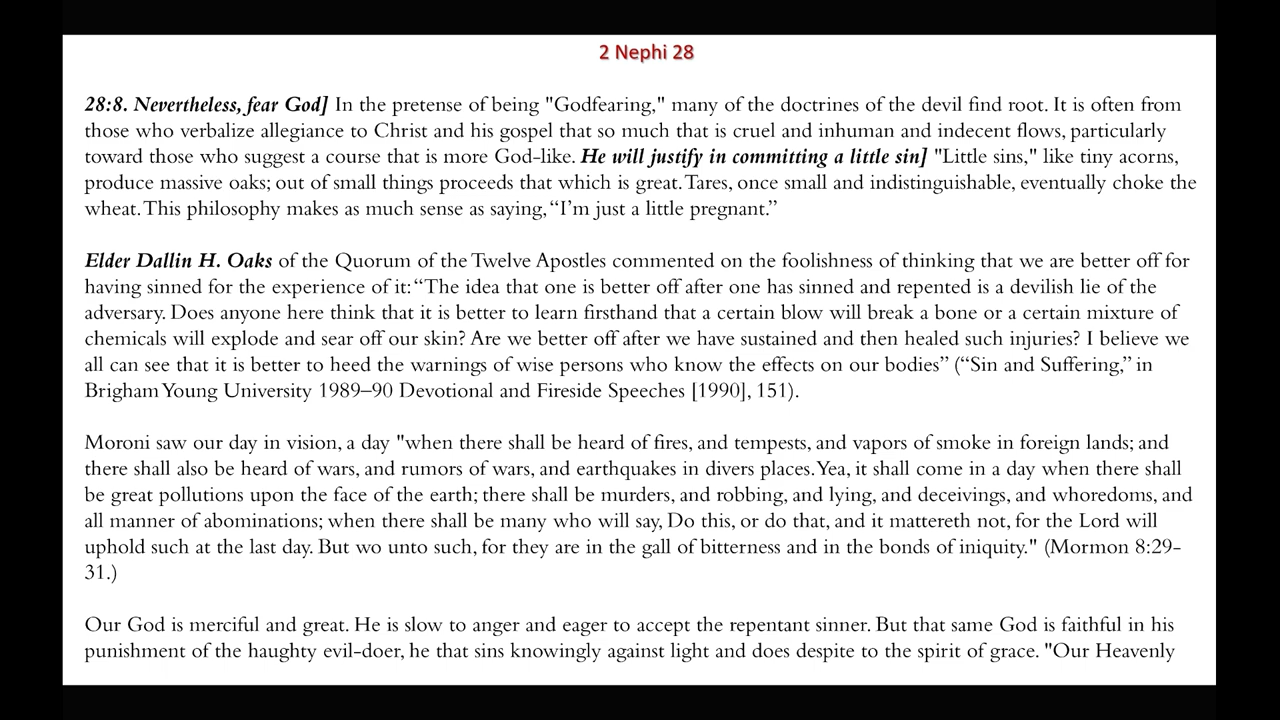 2 Nephi 28
28:8. Nevertheless, fear God] In the pretense of being "Godfearing," many of the doctrines of the devil find root. It is often from
those who verbalize allegiance to Christ and his gospel that so much that is cruel and inhuman and indecent flows, particularly
toward those who suggest a course that is more God-like. He will justify in committing a little sin] "Little sins," like tiny acorns,
produce massive oaks; out of small things proceeds that which is great. Tares, once small and indistinguishable, eventually choke the
wheat. This philosophy makes as much sense as saying, “I’m just a little pregnant.”
Elder Dallin H. Oaks of the Quorum of the Twelve Apostles commented on the foolishness of thinking that we are better off for
having sinned for the experience of it: “The idea that one is better off after one has sinned and repented is a devilish lie of the
adversary. Does anyone here think that it is better to learn firsthand that a certain blow will break a bone or a certain mixture of
chemicals will explode and sear off our skin? Are we better off after we have sustained and then healed such injuries? I believe we
all can see that it is better to heed the warnings of wise persons who know the effects on our bodies” (“Sin and Suffering,” in
Brigham Young University 1989–90 Devotional and Fireside Speeches [1990], 151).
Moroni saw our day in vision, a day "when there shall be heard of fires, and tempests, and vapors of smoke in foreign lands; and
there shall also be heard of wars, and rumors of wars, and earthquakes in divers places. Yea, it shall come in a day when there shall
be great pollutions upon the face of the earth; there shall be murders, and robbing, and lying, and deceivings, and whoredoms, and
all manner of abominations; when there shall be many who will say, Do this, or do that, and it mattereth not, for the Lord will
uphold such at the last day. But wo unto such, for they are in the gall of bitterness and in the bonds of iniquity." (Mormon 8:29-
31.)
Our God is merciful and great. He is slow to anger and eager to accept the repentant sinner. But that same God is faithful in his
punishment of the haughty evil-doer, he that sins knowingly against light and does despite to the spirit of grace. "Our Heavenly